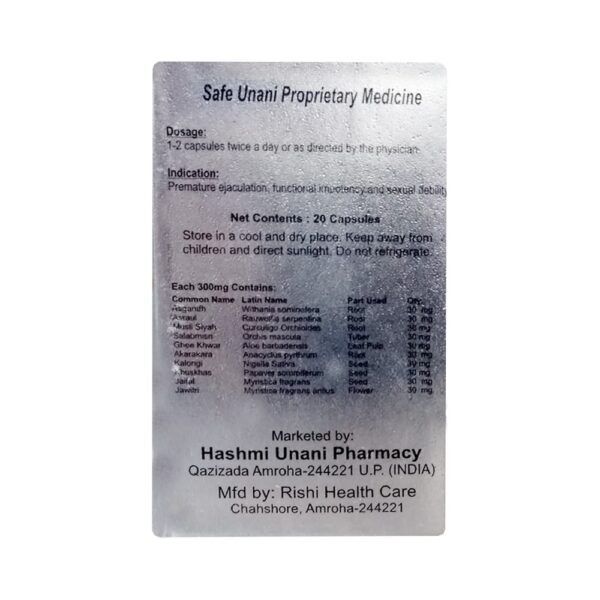 Safe Unani Proprietary Medicine
Dosage:
1-2 capsules twice a day or as directed by the physician.
Indication:
Premature ejaculation, functional impotency and sexual debility
Net Contents : 20 Capsules
Store in a cool and dry place. Keep away from
children and direct sunlight. Do not refrigerate.
Each 300mg Contains:
Common Name Latin Name Part Used Qty.
Asgandh Withania sominefera Root 30 mg
Asraul Rauwolfia serpentina Root 30 mg
Musli Siyah Curculigo Orchioides Root 30 mg
Salabmisri Orchis mascula Tuber 30 mg
Ghee Khwar Aloe barbadensis Leaf Pulp 30 mg
Akarakara Anacyclus pyrthrum Root 30 mg
Kalongi Nigella Sativa Seed 30 mg
Khuskhas Papaver somniferum Seed 30 mg
Jaifal Myristica fragrans Seed 30 mg
Jawitri Myristica fragrans Flower 30 mg
Marketed by:
Hashmi Unani Pharmacy
Qazizada Amroha-244221 U.P. (INDIA)
Mfd by: Rishi Health Care
Chahshore, Amroha-244221